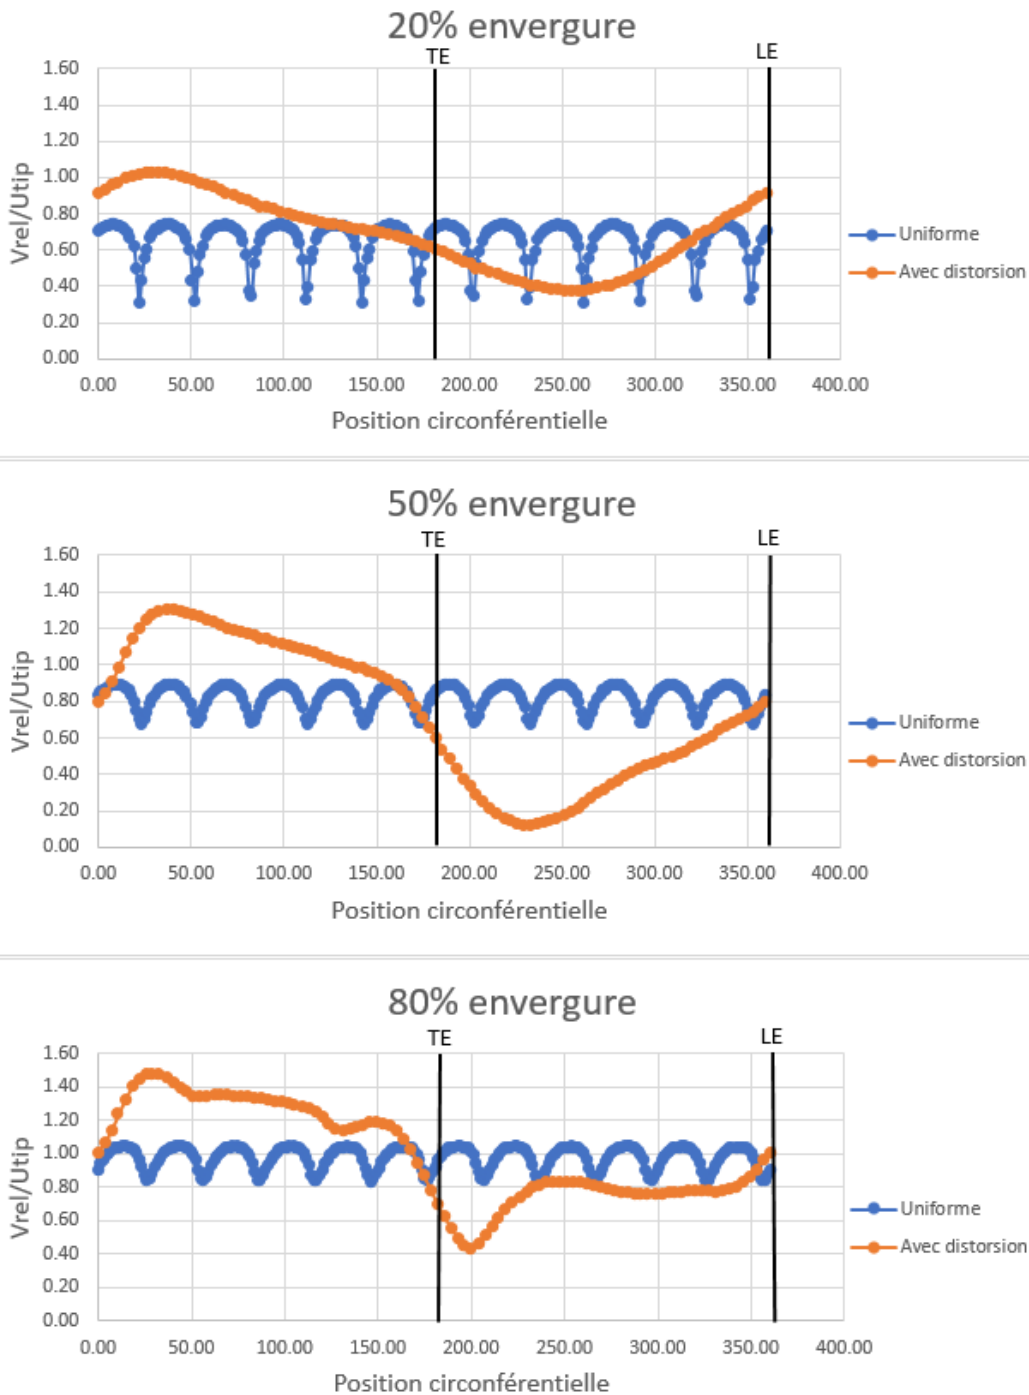 20% envergure
TE
LE
1.60
1.40
1.20
1.00
0.80
0.60
0.40
0.20
0.00
Vrel/Utip
0.00 50.00 100.00 150.00 200.00 250.00 300.00 350.00 400.00
Position circonférentielle
Uniforme
Avec distorsion
50% envergure
TE
LE
1.60
1.40
1.20
1.00
0.80
0.60
0.40
0.20
0.00
Vrel/Utip
0.00 50.00 100.00 150.00 200.00 250.00 300.00 350.00 400.00
Position circonférentielle
Uniforme
Avec distorsion
80% envergure
TE
LE
1.60
1.40
1.20
1.00
0.80
0.60
0.40
0.20
0.00
Vrel/Utip
0.00 50.00 100.00 150.00 200.00 250.00 300.00 350.00 400.00
Position circonférentielle
Uniforme
Avec distorsion